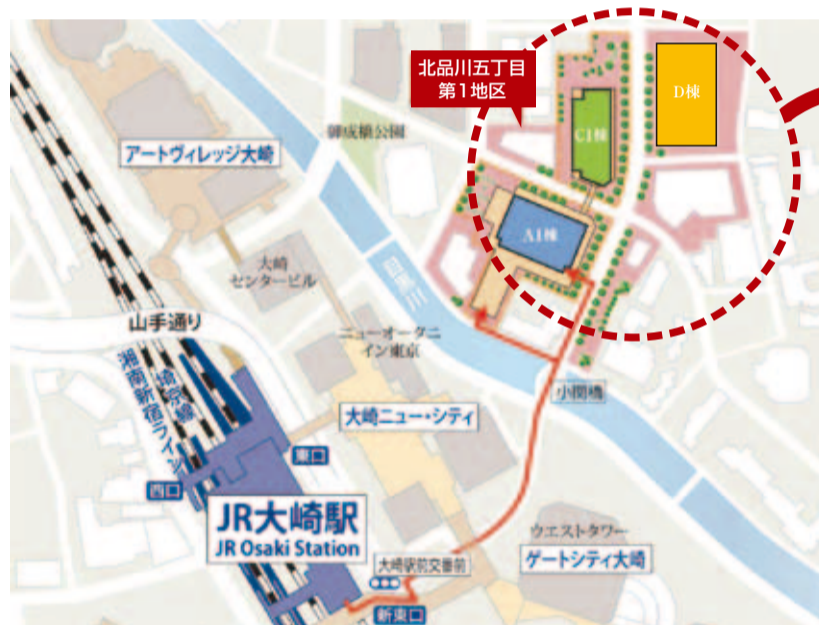 北品川五丁目
第1地区
D棟
C1棟
御成橋公園
アートヴィレッジ大崎
A1棟
目黒川
大崎
センタービル
山手通り
ニューオータニ
イン東京
埼京線
湘南新宿ライン
小関橋
大崎ニュー・シティ
東口
西口
JR大崎駅
JR Osaki Station
ウエストタワー
ゲートシティ大崎
大崎駅前交番前
新東口